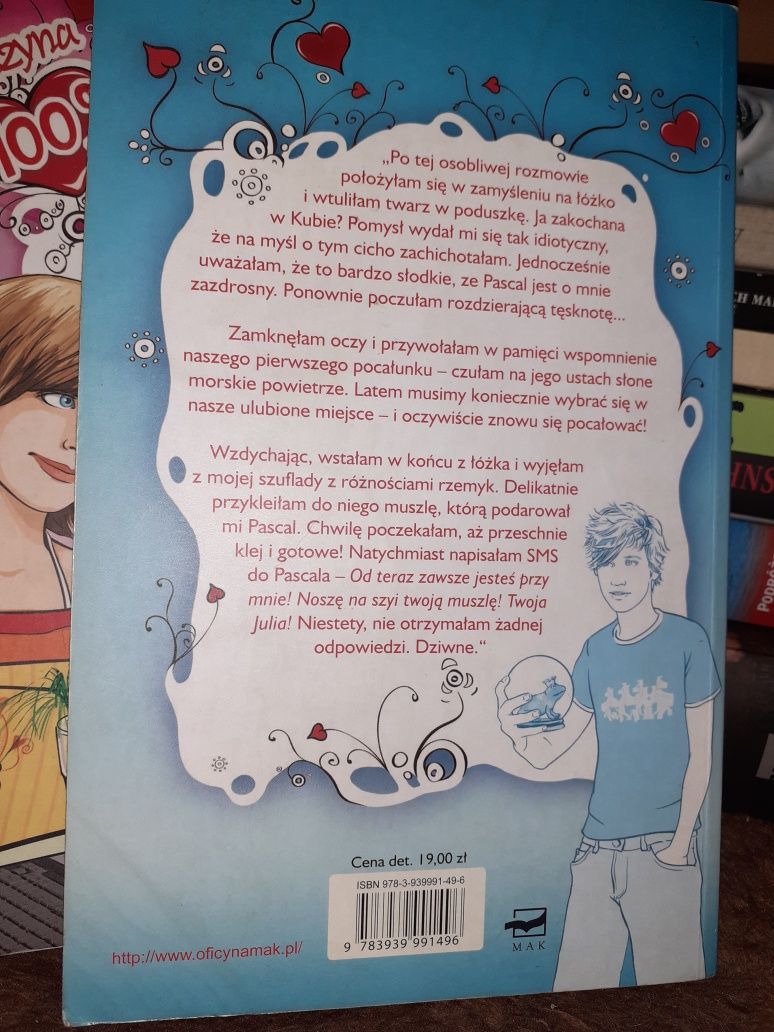 zyna
100%
„Po tej osobliwej rozmowie
położyłam się w zamyśleniu na łóżko
i wtuliłam twarz w poduszkę. Ja zakochana
w Kubie? Pomysł wydał mi się tak idiotyczny,
że na myśl o tym cicho zachichotałam. Jednocześnie
uważałam, że to bardzo słodkie, ze Pascal jest o mnie
zazdrosny. Ponownie poczułam rozdzierającą tęsknotę...
Zamknęłam oczy i przywołałam w pamięci wspomnienie
naszego pierwszego pocałunku – czułam na jego ustach słone
morskie powietrze. Latem musimy koniecznie wybrać się w
nasze ulubione miejsce – i oczywiście znowu się pocałować!
Wzdychając, wstałam w końcu z łóżka i wyjęłam
z mojej szuflady z różnościami rzemyk. Delikatnie
przykleiłam do niego muszlę, którą podarował
mi Pascal. Chwilę poczekałam, aż przeschnie
klej i gotowe! Natychmiast napisałam SMS
do Pascala – Od teraz zawsze jesteś przy
mnie! Noszę na szyi twoją muszlę! Twoja
Julia! Niestety, nie otrzymałam żadnej
odpowiedzi. Dziwne.“
Cena det. 19,00 zł
ISBN 978-3-939991-49-6
9 783939 991496
MAK
http://www.oficynamak.pl/